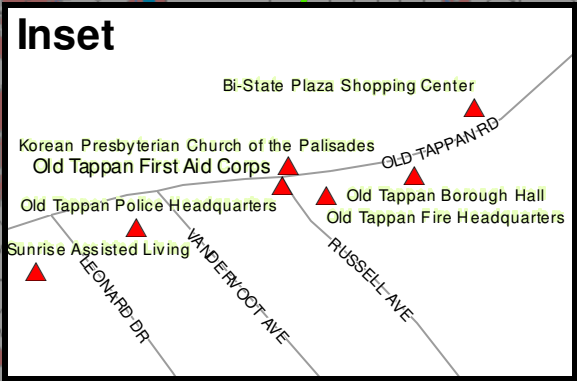 Inset
Bi-State Plaza Shopping Center
OLD TAPPAN RD
Korean Presbyterian Church of the Palisades
Old Tappan First Aid Corps
Old Tappan Borough Hall
Old Tappan Police Headquarters
Old Tappan Fire Headquarters
Sunrise Assisted Living
LEONARD DR
VANDERVOOT AVE
RUSSELL AVE